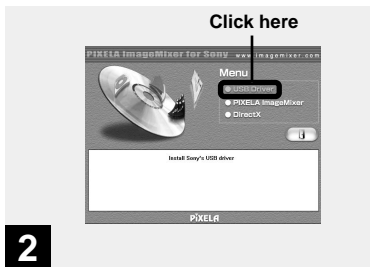 Click here
PIXELA ImageMixer for Sony www.imagemixer.com
Menu
USB Driver
PIXELA ImageMixer
DirectX
Install Sony's USB driver
PIXELA
2